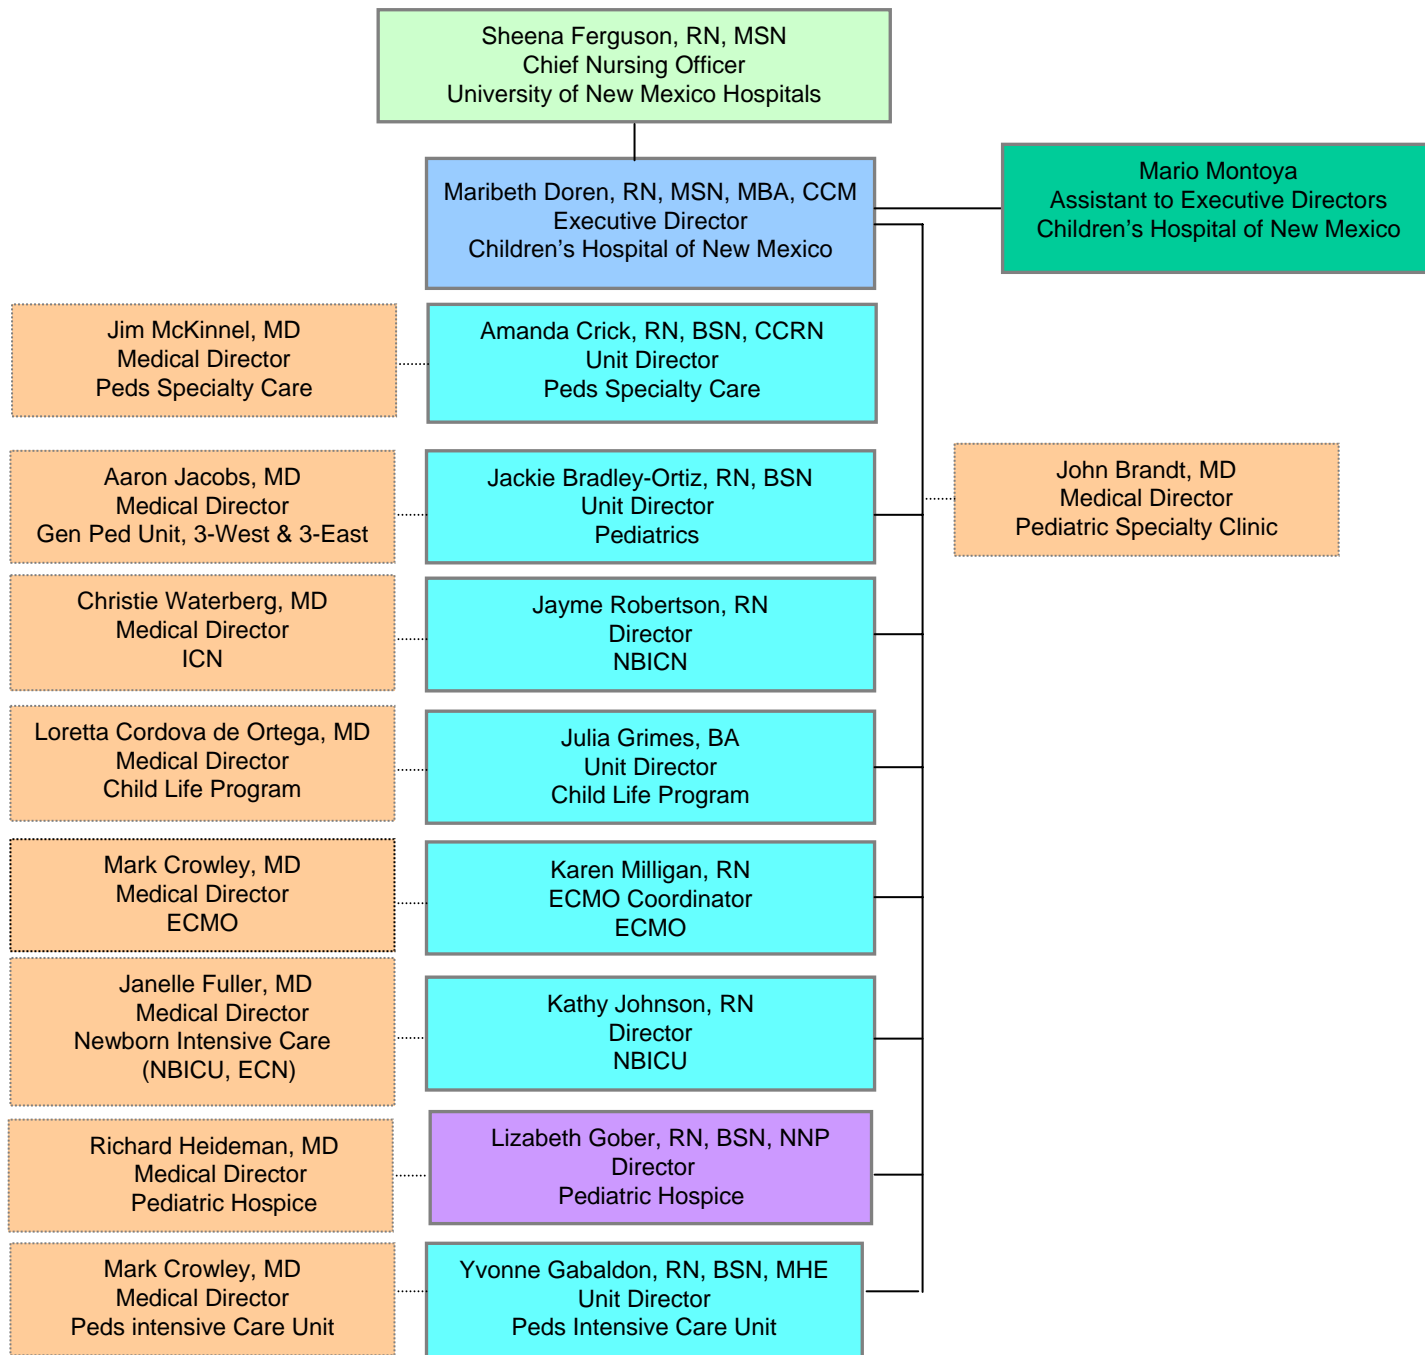 Sheena Ferguson, RN, MSN
Chief Nursing Officer
University of New Mexico Hospitals
Maribeth Doren, RN, MSN, MBA, CCM
Executive Director
Children’s Hospital of New Mexico
Mario Montoya
Assistant to Executive Directors
Children’s Hospital of New Mexico
Jim McKinnel, MD
Medical Director
Peds Specialty Care
Amanda Crick, RN, BSN, CCRN
Unit Director
Peds Specialty Care
Aaron Jacobs, MD
Medical Director
Gen Ped Unit, 3-West & 3-East
Jackie Bradley-Ortiz, RN, BSN
Unit Director
Pediatrics
John Brandt, MD
Medical Director
Pediatric Specialty Clinic
Christie Waterberg, MD
Medical Director
ICN
Jayme Robertson, RN
Director
NBICN
Loretta Cordova de Ortega, MD
Medical Director
Child Life Program
Julia Grimes, BA
Unit Director
Child Life Program
Mark Crowley, MD
Medical Director
ECMO
Karen Milligan, RN
ECMO Coordinator
ECMO
Janelle Fuller, MD
Medical Director
Newborn Intensive Care
(NBICU, ECN)
Kathy Johnson, RN
Director
NBICU
Richard Heideman, MD
Medical Director
Pediatric Hospice
Lizabeth Gober, RN, BSN, NNP
Director
Pediatric Hospice
Mark Crowley, MD
Medical Director
Peds intensive Care Unit
Yvonne Gabaldon, RN, BSN, MHE
Unit Director
Peds Intensive Care Unit